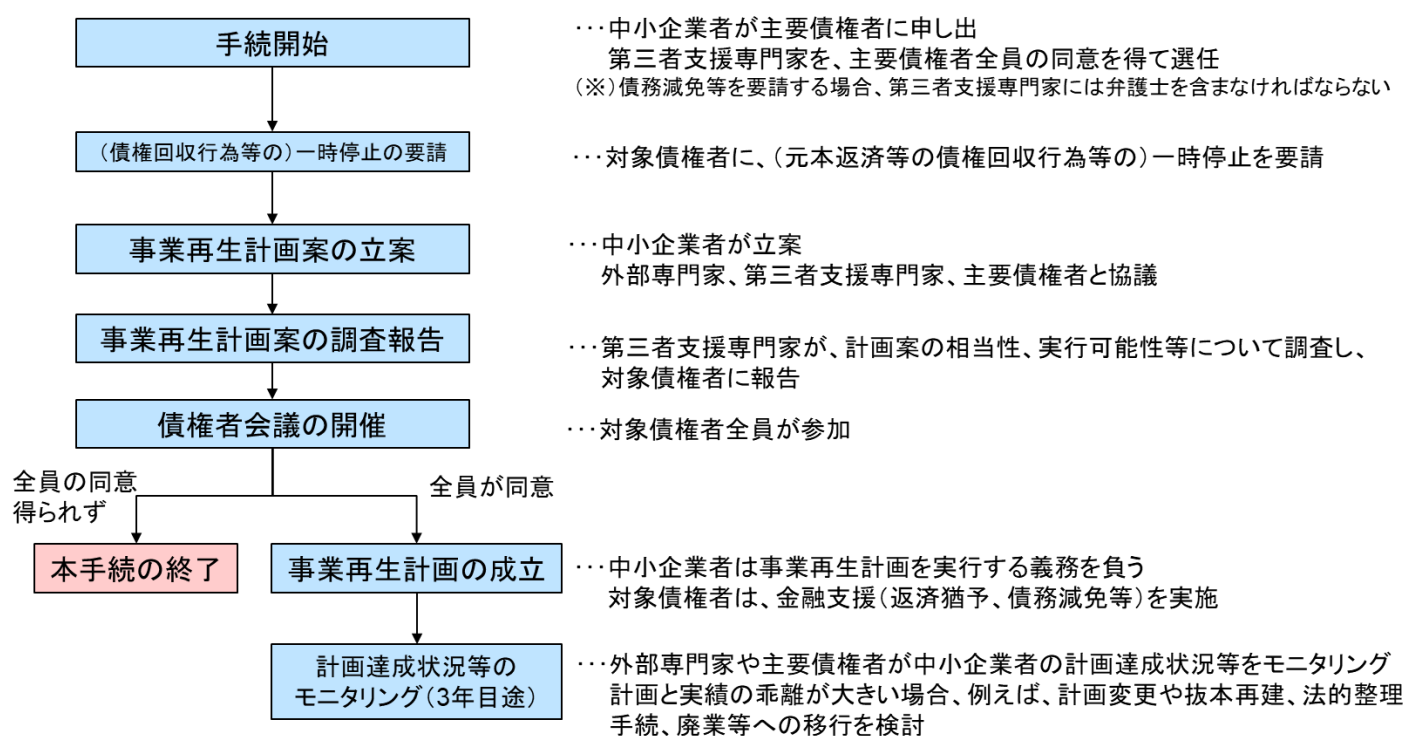 手続開始
･･･中小企業者が主要債権者に申し出
第三者支援専門家を、主要債権者全員の同意を得て選任
(※)債務減免等を要請する場合、第三者支援専門家には弁護士を含まなければならない
(債権回収行為等の)一時停止の要請
･･･対象債権者に、(元本返済等の債権回収行為等の)一時停止を要請
事業再生計画案の立案
･･･中小企業者が立案
外部専門家、第三者支援専門家、主要債権者と協議
事業再生計画案の調査報告
･･･第三者支援専門家が、計画案の相当性、実行可能性等について調査し、
対象債権者に報告
債権者会議の開催
･･･対象債権者全員が参加
全員の同意
得られず
全員が同意
本手続の終了
事業再生計画の成立
･･･中小企業者は事業再生計画を実行する義務を負う
対象債権者は、金融支援(返済猶予、債務減免等)を実施
計画達成状況等の
モニタリング(3年目途)
･･･外部専門家や主要債権者が中小企業者の計画達成状況等をモニタリング
計画と実績の乖離が大きい場合、例えば、計画変更や抜本再建、法的整理
手続、廃業等への移行を検討